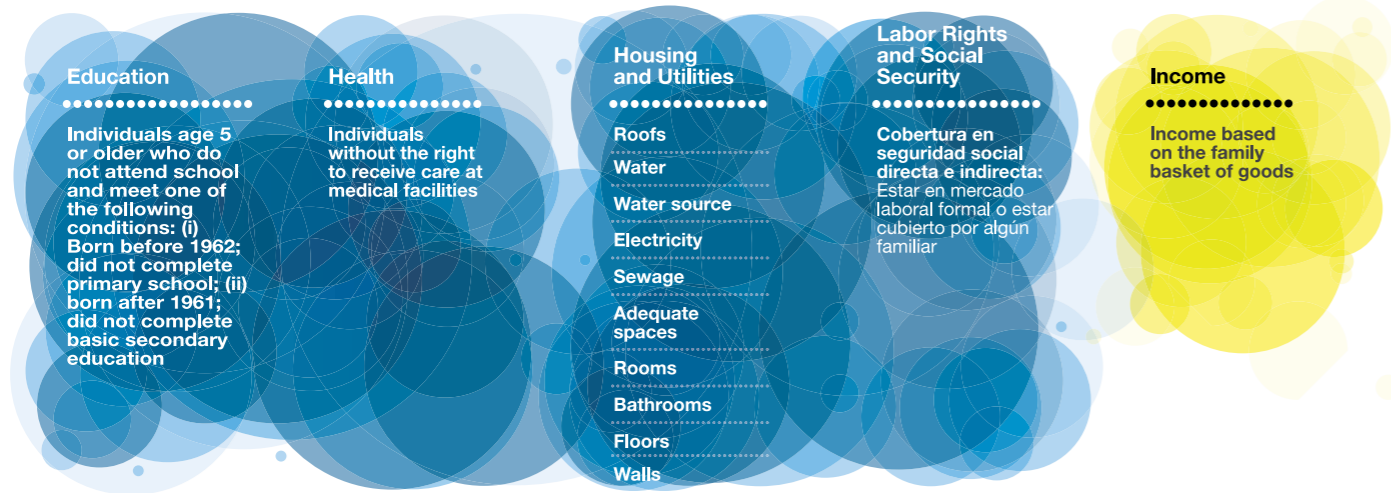 Education
Individuals age 5
or older who do
not attend school
and meet one of
the following
conditions: (i)
Born before 1962;
did not complete
primary school; (ii)
born after 1961;
did not complete
basic secondary
education
Health
Individuals
without the right
to receive care at
medical facilities
Housing
and Utilities
Roofs
Water
Water source
Electricity
Sewage
Adequate
spaces
Rooms
Bathrooms
Floors
Walls
Labor Rights
and Social
Security
Cobertura en
seguridad social
directa e indirecta:
Estar en mercado
laboral formal o estar
cubierto por algún
familiar
Income
Income based
on the family
basket of goods